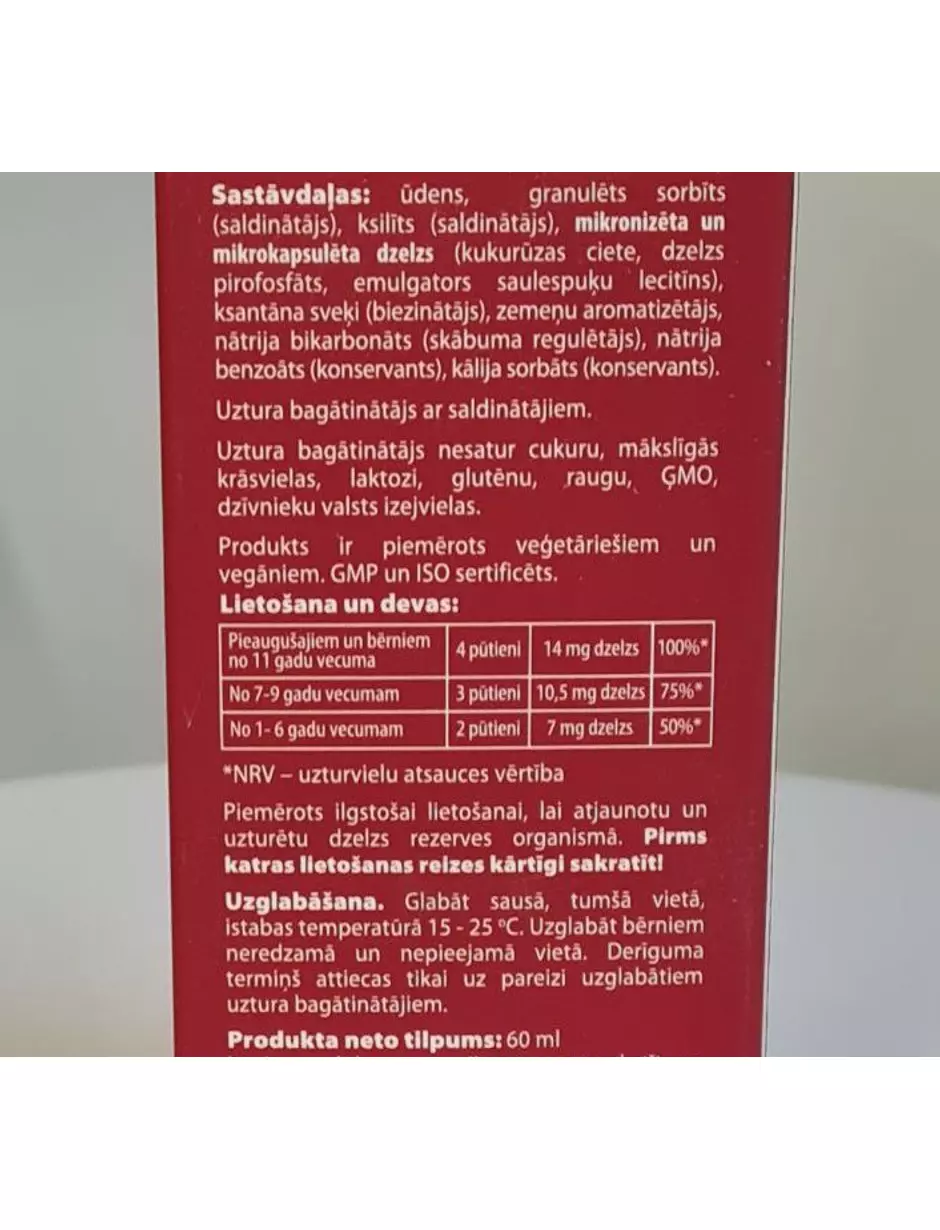 Sastāvdaļas: ūdens, granulēts sorbīts
(saldinātājs), ksilīts (saldinātājs), mikronizēta un
mikrokapsulēta dzelzs (kukurūzas ciete, dzelzs
pirofosfāts, emulgators saulespuķu lecitīns),
ksantāna sveķi (biezinātājs), zemeņu aromatizētājs,
nātrija bikarbonāts (skābuma regulētājs), nātrija
benzoāts (konservants), kālija sorbāts (konservants).
Uztura bagātinātājs ar saldinātājiem.
Uztura bagātinātājs nesatur cukuru, mākslīgās
krāsvielas, laktozi, glutēnu, raugu, ĢMO,
dzīvnieku valsts izejvielas.
Produkts ir piemērots veģetāriešiem un
vegāniem. GMP un ISO sertificēts.
Lietošana un devas:
Pieaugušajiem un bērniem
no 11 gadu vecuma 4 pūtieni 14 mg dzelzs 100%*
No 7-9 gadu vecumam 3 pūtieni 10,5 mg dzelzs 75%*
No 1- 6 gadu vecumam 2 pūtieni 7 mg dzelzs 50%*
*NRV – uzturvielu atsauces vērtība
Piemērots ilgstošai lietošanai, lai atjaunotu un
uzturētu dzelzs rezerves organismā. Pirms
katras lietošanas reizes kārtīgi sakratīt!
Uzglabāšana. Glabāt sausā, tumšā vietā,
istabas temperatūrā 15 - 25 °C. Uzglabāt bērniem
neredzamā un nepieejamā vietā. Derīguma
termiņš attiecas tikai uz pareizi uzglabātiem
uztura bagātinātājiem.
Produkta neto tilpums: 60 ml